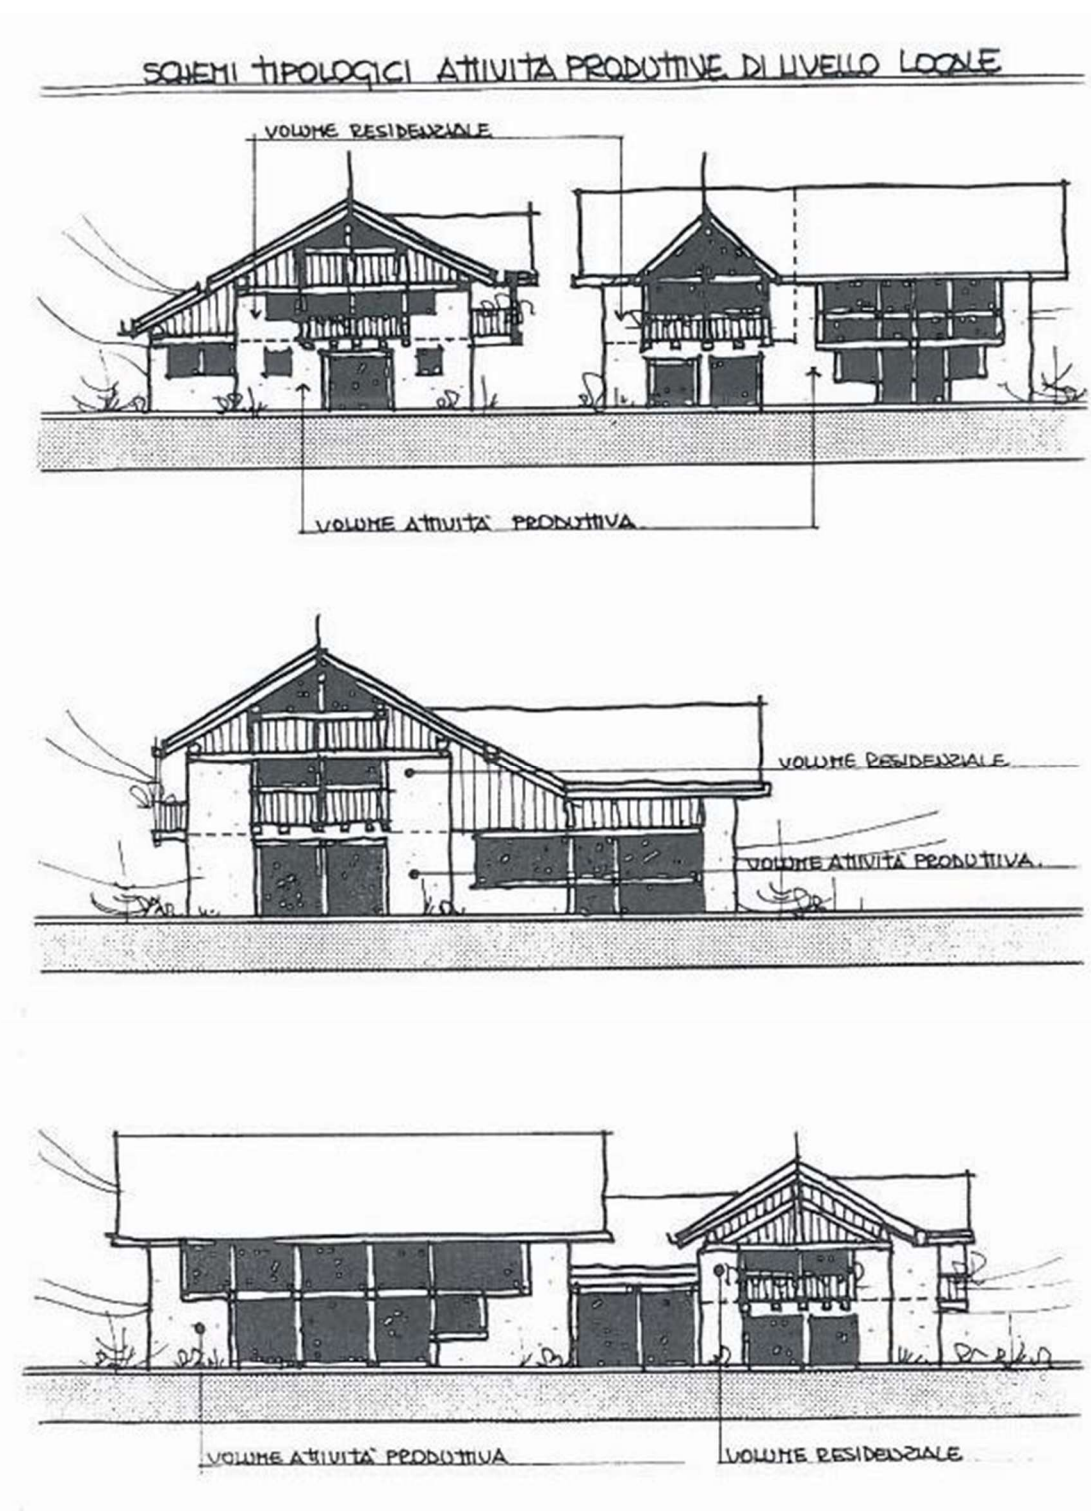 SCHEMI TIPOLOGICI ATTIVITÀ PRODUTTIVE DI LIVELLO LOCALE
VOLUME RESIDENZIALE
VOLUME ATTIVITÀ PRODUTTIVA
VOLUME RESIDENZIALE
VOLUME ATTIVITÀ PRODUTTIVA.
VOLUME ATTIVITÀ PRODUTTIVA
VOLUME RESIDENZIALE